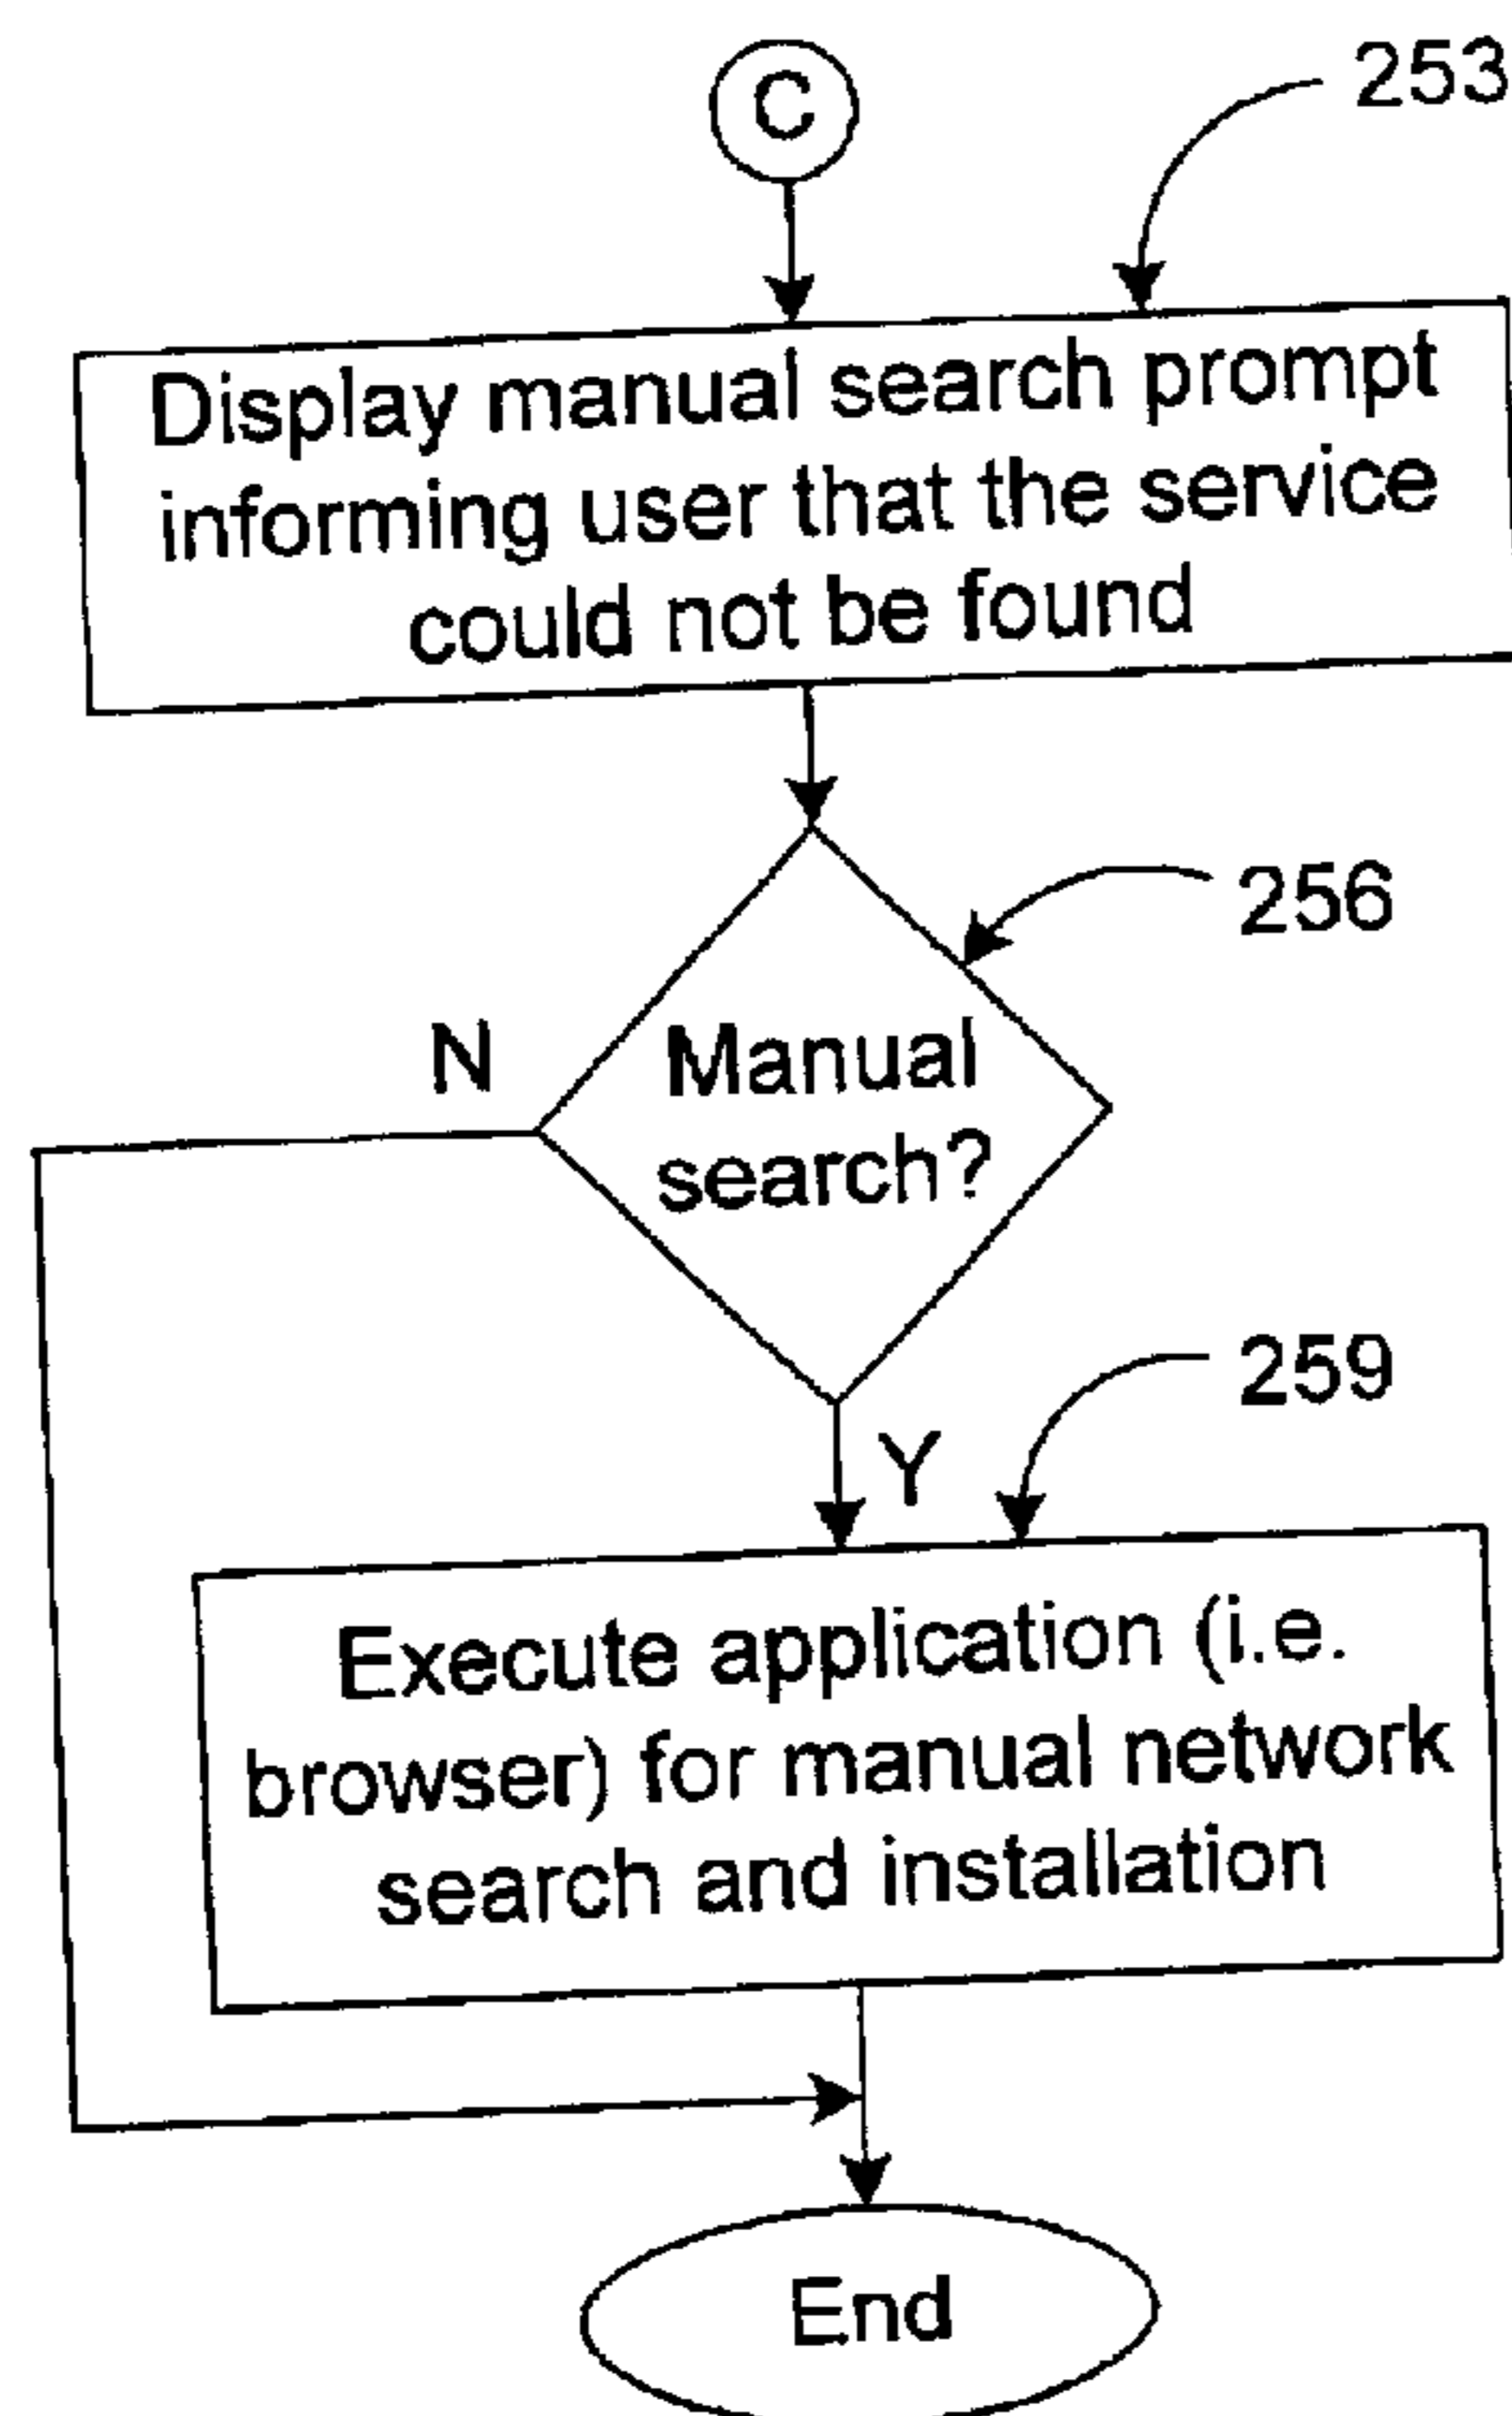 C
253
Display manual search prompt
informing user that the service
could not be found
256
N
Manual
search?
259
Y
Execute application (i.e.
browser) for manual network
search and installation
End